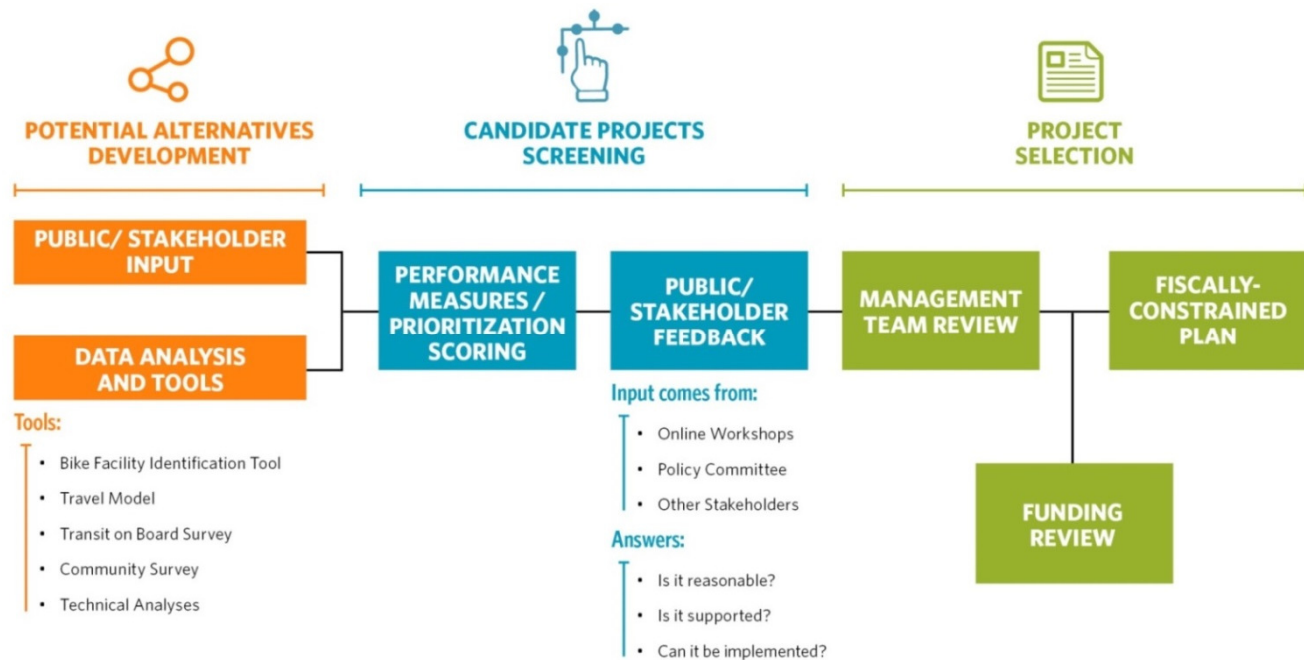 POTENTIAL ALTERNATIVES
DEVELOPMENT
CANDIDATE PROJECTS
SCREENING
PROJECT
SELECTION
PUBLIC/ STAKEHOLDER
INPUT
DATA ANALYSIS
AND TOOLS
Tools:
• Bike Facility Identification Tool
• Travel Model
• Transit on Board Survey
• Community Survey
• Technical Analyses
PERFORMANCE
MEASURES /
PRIORITIZATION
SCORING
PUBLIC/
STAKEHOLDER
FEEDBACK
Input comes from:
• Online Workshops
• Policy Committee
• Other Stakeholders
Answers:
• Is it reasonable?
• Is it supported?
• Can it be implemented?
MANAGEMENT
TEAM REVIEW
FISCALLY-
CONSTRAINED
PLAN
FUNDING
REVIEW